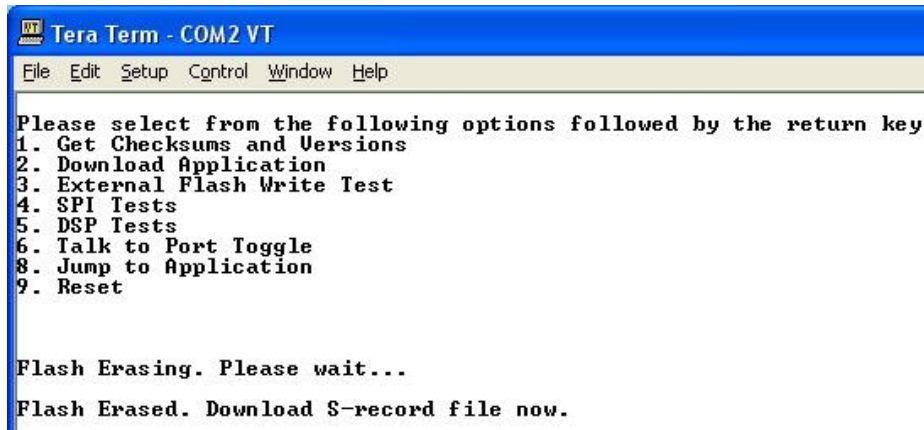 Tera Term - COM2 VT
File Edit Setup Control Window Help
Please select from the following options followed by the return key
1. Get Checksums and Versions
2. Download Application
3. External Flash Write Test
4. SPI Tests
5. DSP Tests
6. Talk to Port Toggle
8. Jump to Application
9. Reset
Flash Erasing. Please wait...
Flash Erased. Download S-record file now.